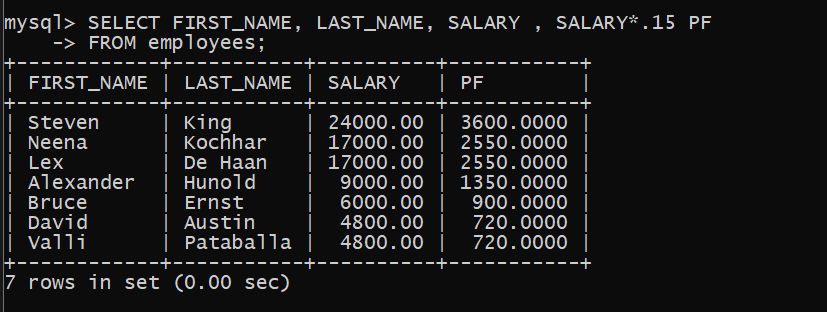 mysql> SELECT FIRST_NAME, LAST_NAME, SALARY , SALARY*.15 PF
    -> FROM employees;
+------------+-----------+----------+-----------+
| FIRST_NAME | LAST_NAME | SALARY   | PF        |
+------------+-----------+----------+-----------+
| Steven     | King      | 24000.00 | 3600.0000 |
| Neena      | Kochhar   | 17000.00 | 2550.0000 |
| Lex        | De Haan   | 17000.00 | 2550.0000 |
| Alexander  | Hunold    |  9000.00 | 1350.0000 |
| Bruce      | Ernst     |  6000.00 |  900.0000 |
| David      | Austin    |  4800.00 |  720.0000 |
| Valli      | Pataballa |  4800.00 |  720.0000 |
+------------+-----------+----------+-----------+
7 rows in set (0.00 sec)